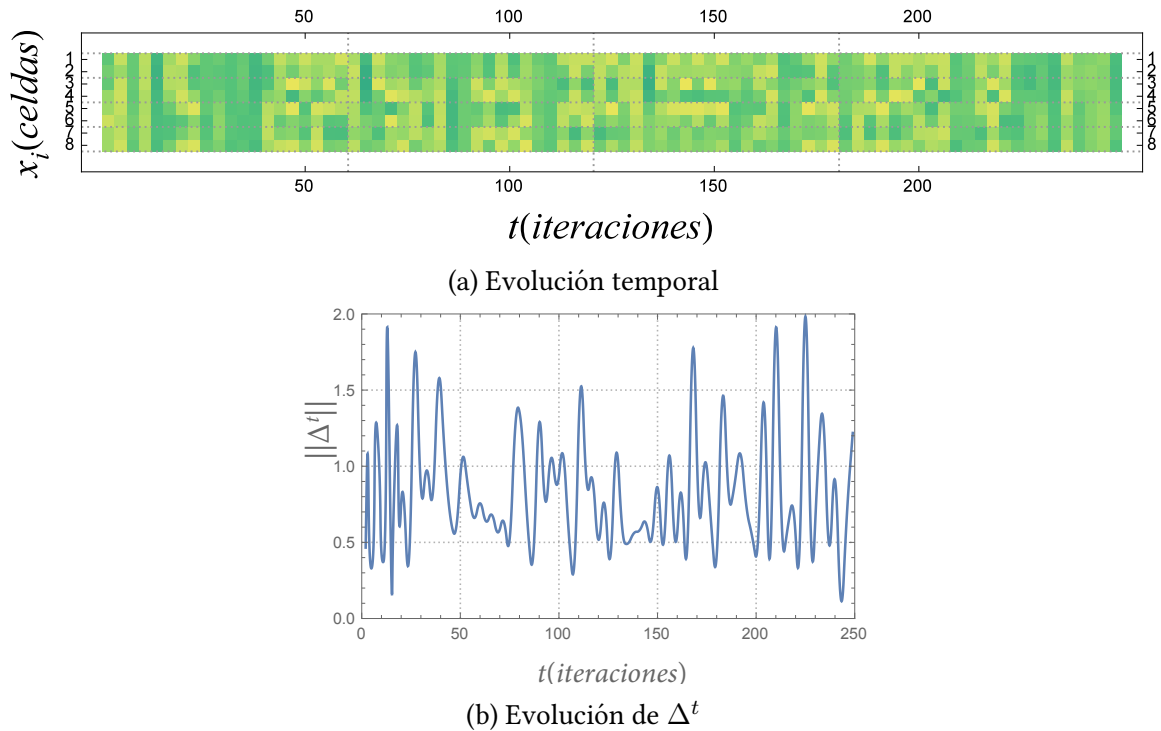 50 100 150 200
x_i(celdas)
1 1
2 2
3 3
4 4
5 5
6 6
7 7
8 8
50 100 150 200
t(iteraciones)
(a) Evolución temporal
2.0
1.5
||Δ^t||
1.0
0.5
0.0
0 50 100 150 200 250
t(iteraciones)
(b) Evolución de Δ^t